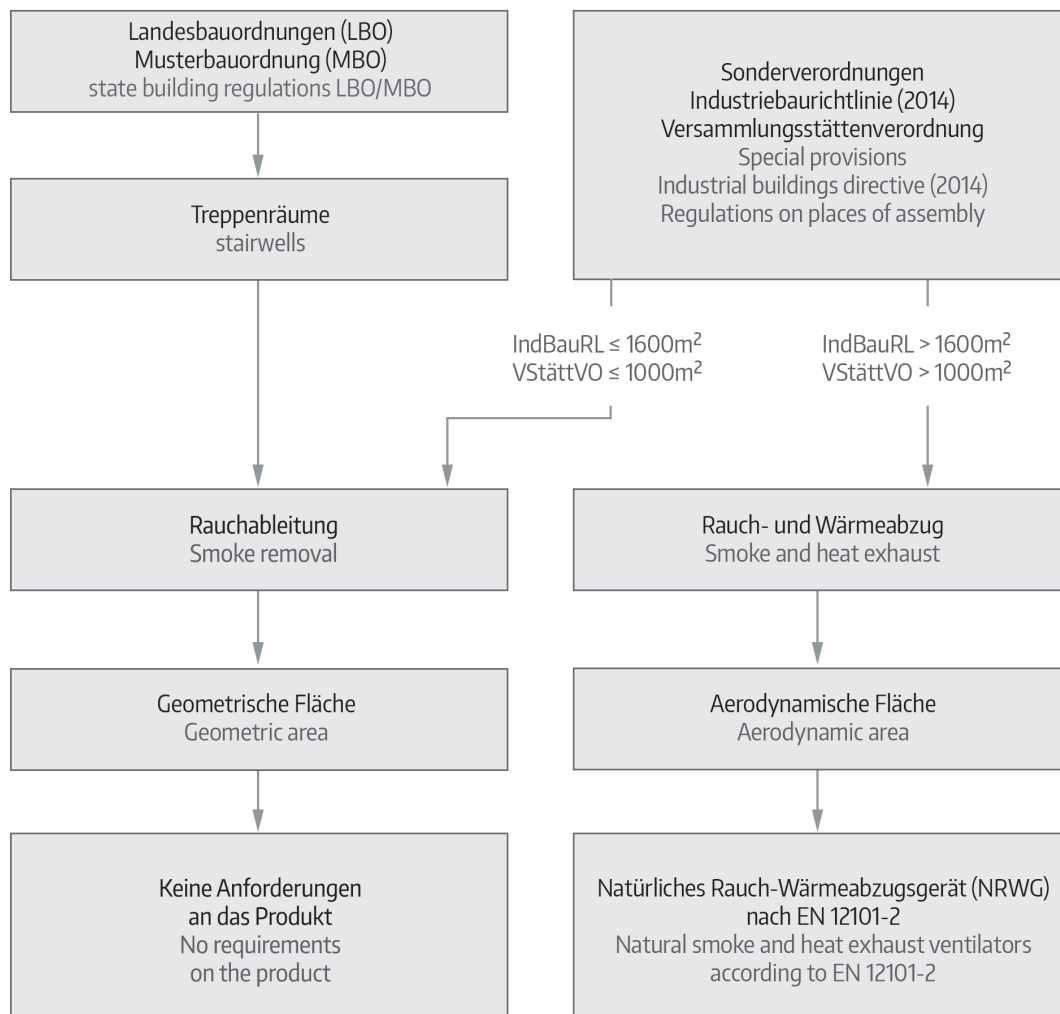 Landesbauordnungen (LBO)
Musterbauordnung (MBO)
state building regulations LBO/MBO
Sonderverordnungen
Industriebaurichtlinie (2014)
Versammlungsstättenverordnung
Special provisions
Industrial buildings directive (2014)
Regulations on places of assembly
Treppenräume
stairwells
IndBauRL ≤ 1600m²
VStättVO ≤ 1000m²
IndBauRL > 1600m²
VStättVO > 1000m²
Rauchableitung
Smoke removal
Rauch- und Wärmeabzug
Smoke and heat exhaust
Geometrische Fläche
Geometric area
Aerodynamische Fläche
Aerodynamic area
Keine Anforderungen
an das Produkt
No requirements
on the product
Natürliches Rauch-Wärmeabzugsgerät (NRWG)
nach EN 12101-2
Natural smoke and heat exhaust ventilators
according to EN 12101-2